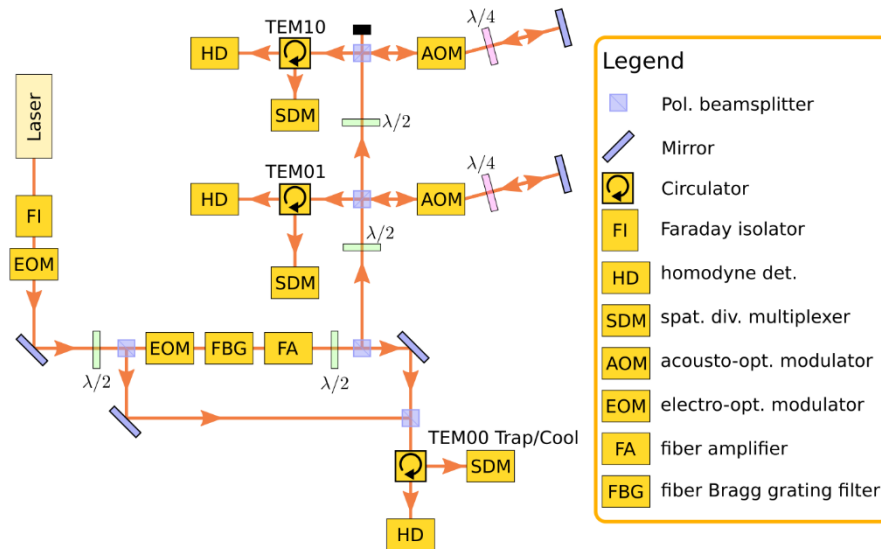 TEM10
HD
AOM
λ/4
SDM
λ/2
Laser
TEM01
HD
AOM
λ/4
SDM
λ/2
FI
EOM
λ/2
EOM
FBG
FA
λ/2
TEM00 Trap/Cool
SDM
HD
Legend
Pol. beamsplitter
Mirror
Circulator
FI Faraday isolator
HD homodyne det.
SDM spat. div. multiplexer
AOM acousto-opt. modulator
EOM electro-opt. modulator
FA fiber amplifier
FBG fiber Bragg grating filter